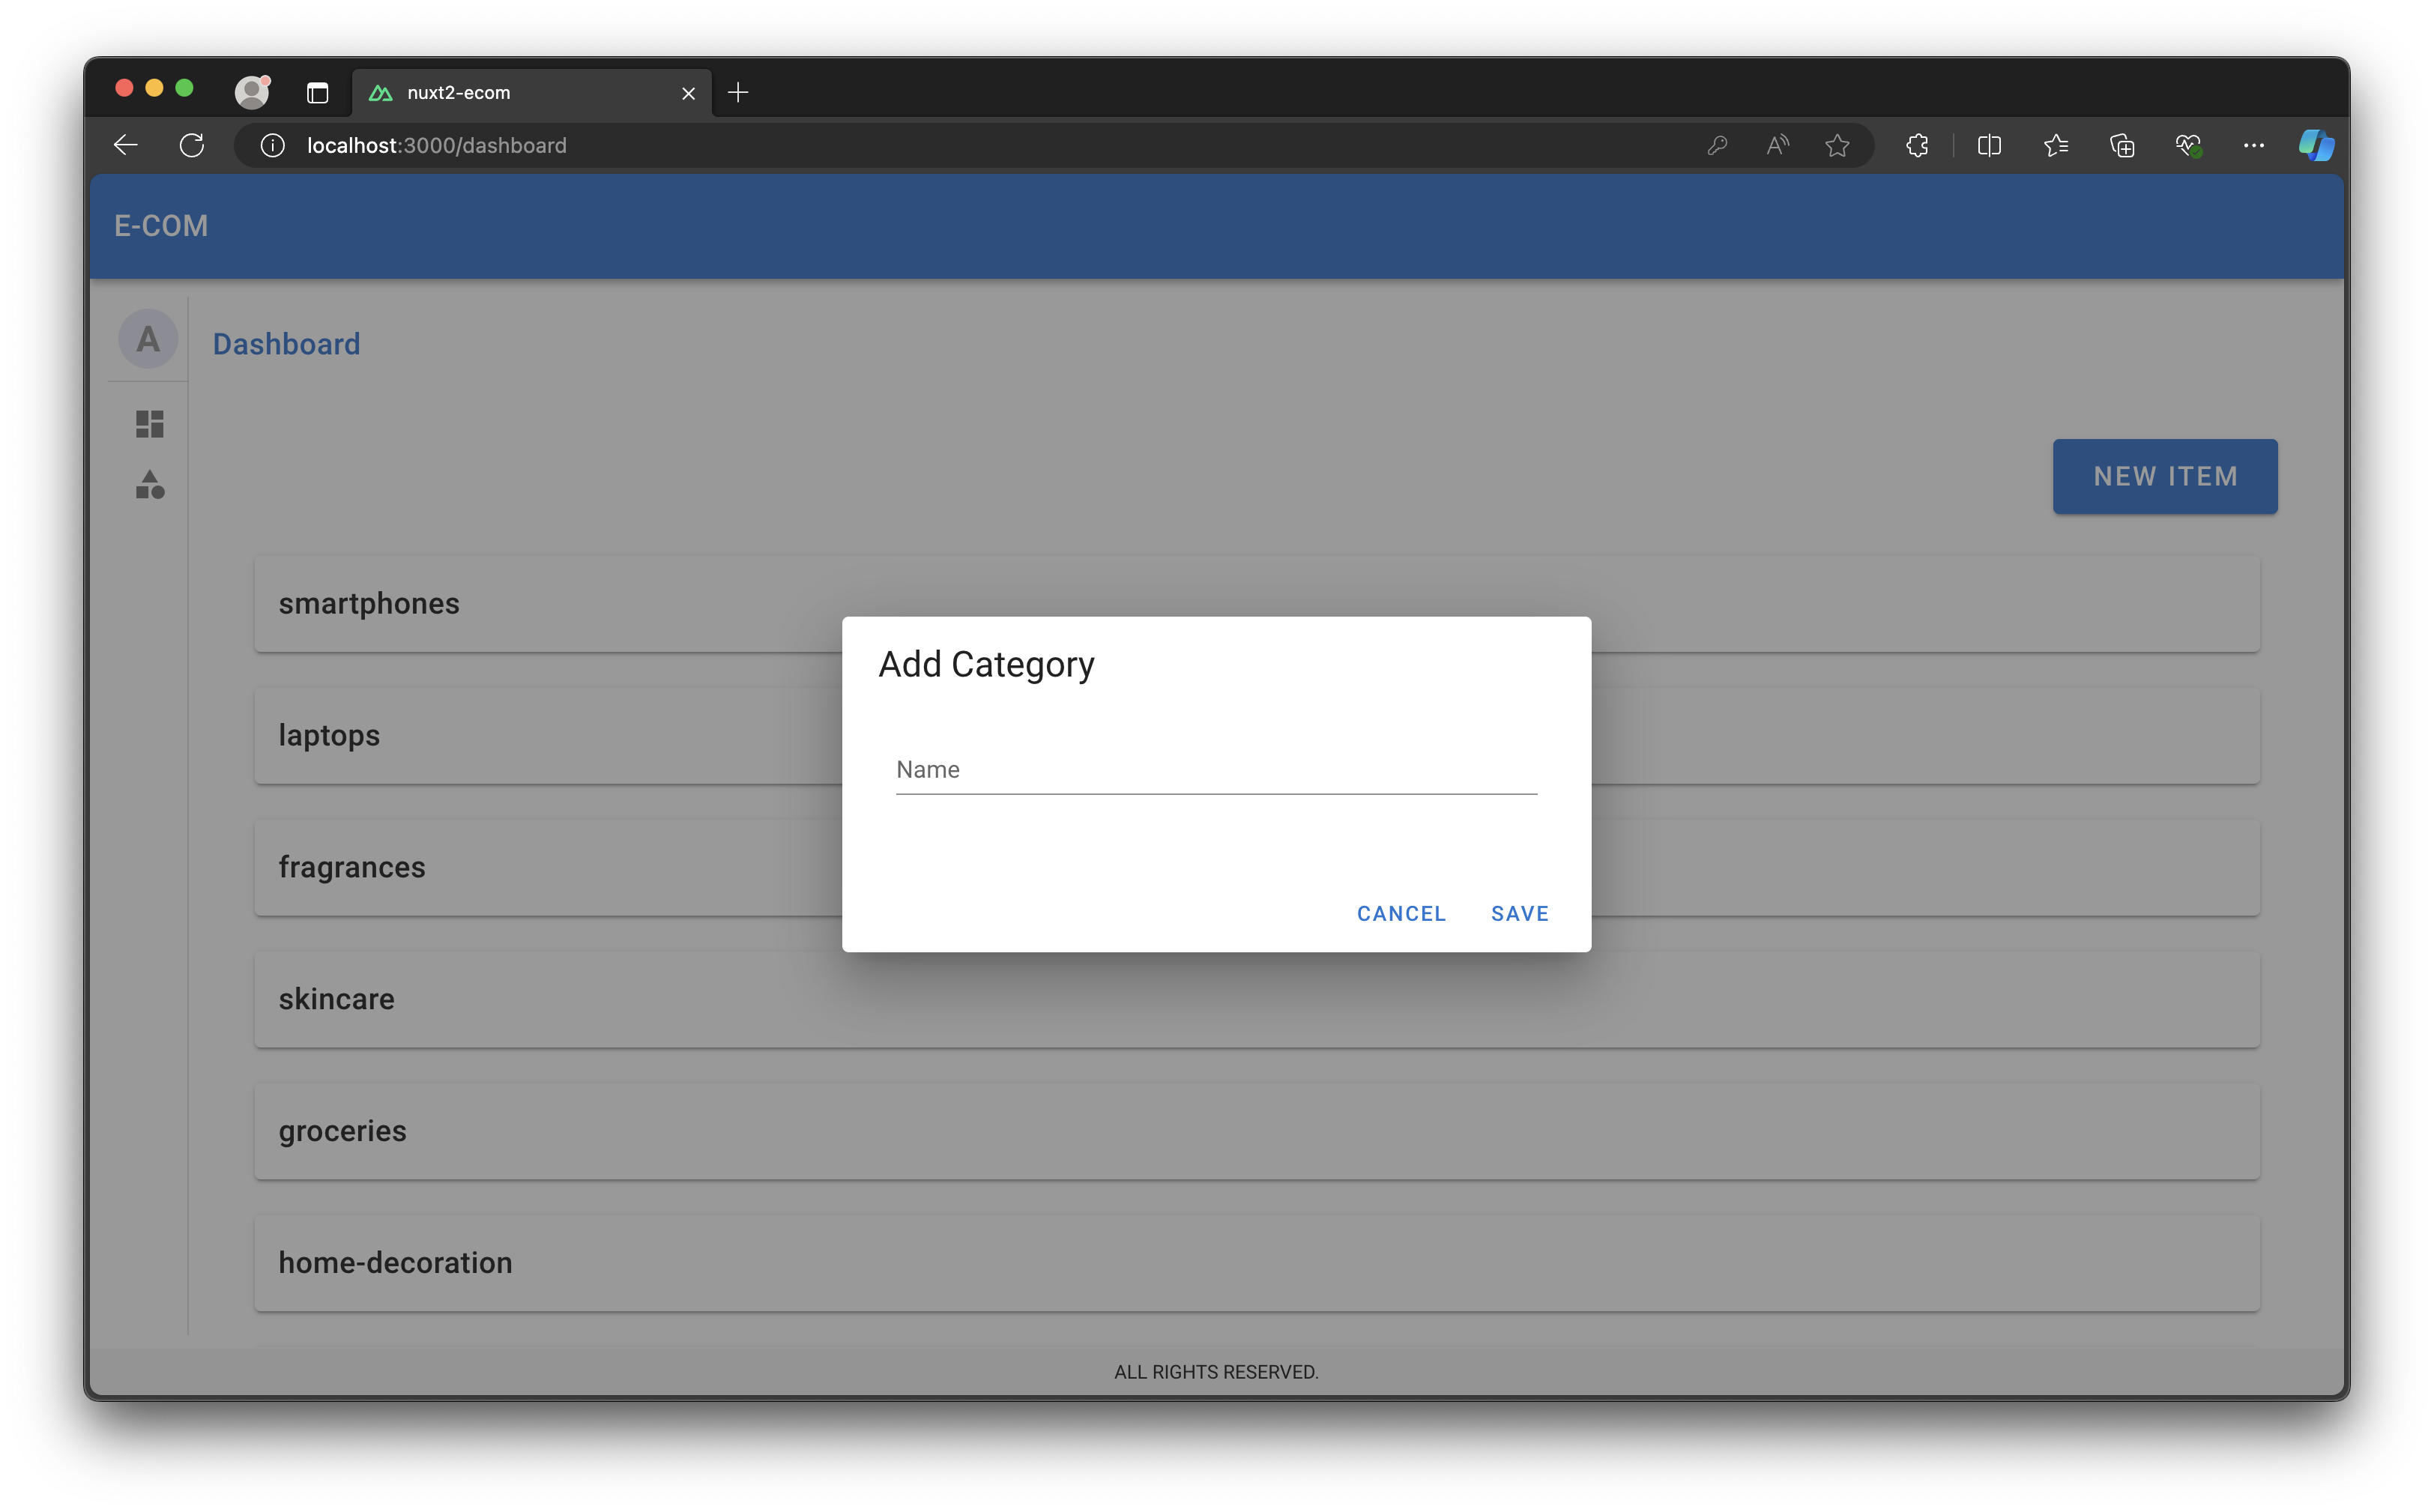 nuxt2-ecom
localhost:3000/dashboard
E-COM
A
Dashboard
NEW ITEM
smartphones
laptops
fragrances
skincare
groceries
home-decoration
Add Category
Name
CANCEL SAVE
ALL RIGHTS RESERVED.